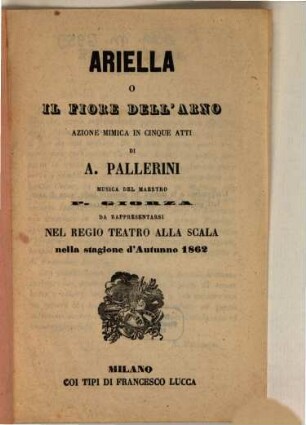 ARIELLA
O
IL FIORE DELL'ARNO
AZIONE MIMICA IN CINQUE ATTI
DI
A. PALLERINI
MUSICA DEL MAESTRO
P. GIORZA
DA RAPPRESENTARSI
NEL REGIO TEATRO ALLA SCALA
nella stagione d'Autunno 1862
MILANO
COI TIPI DI FRANCESCO LUCCA